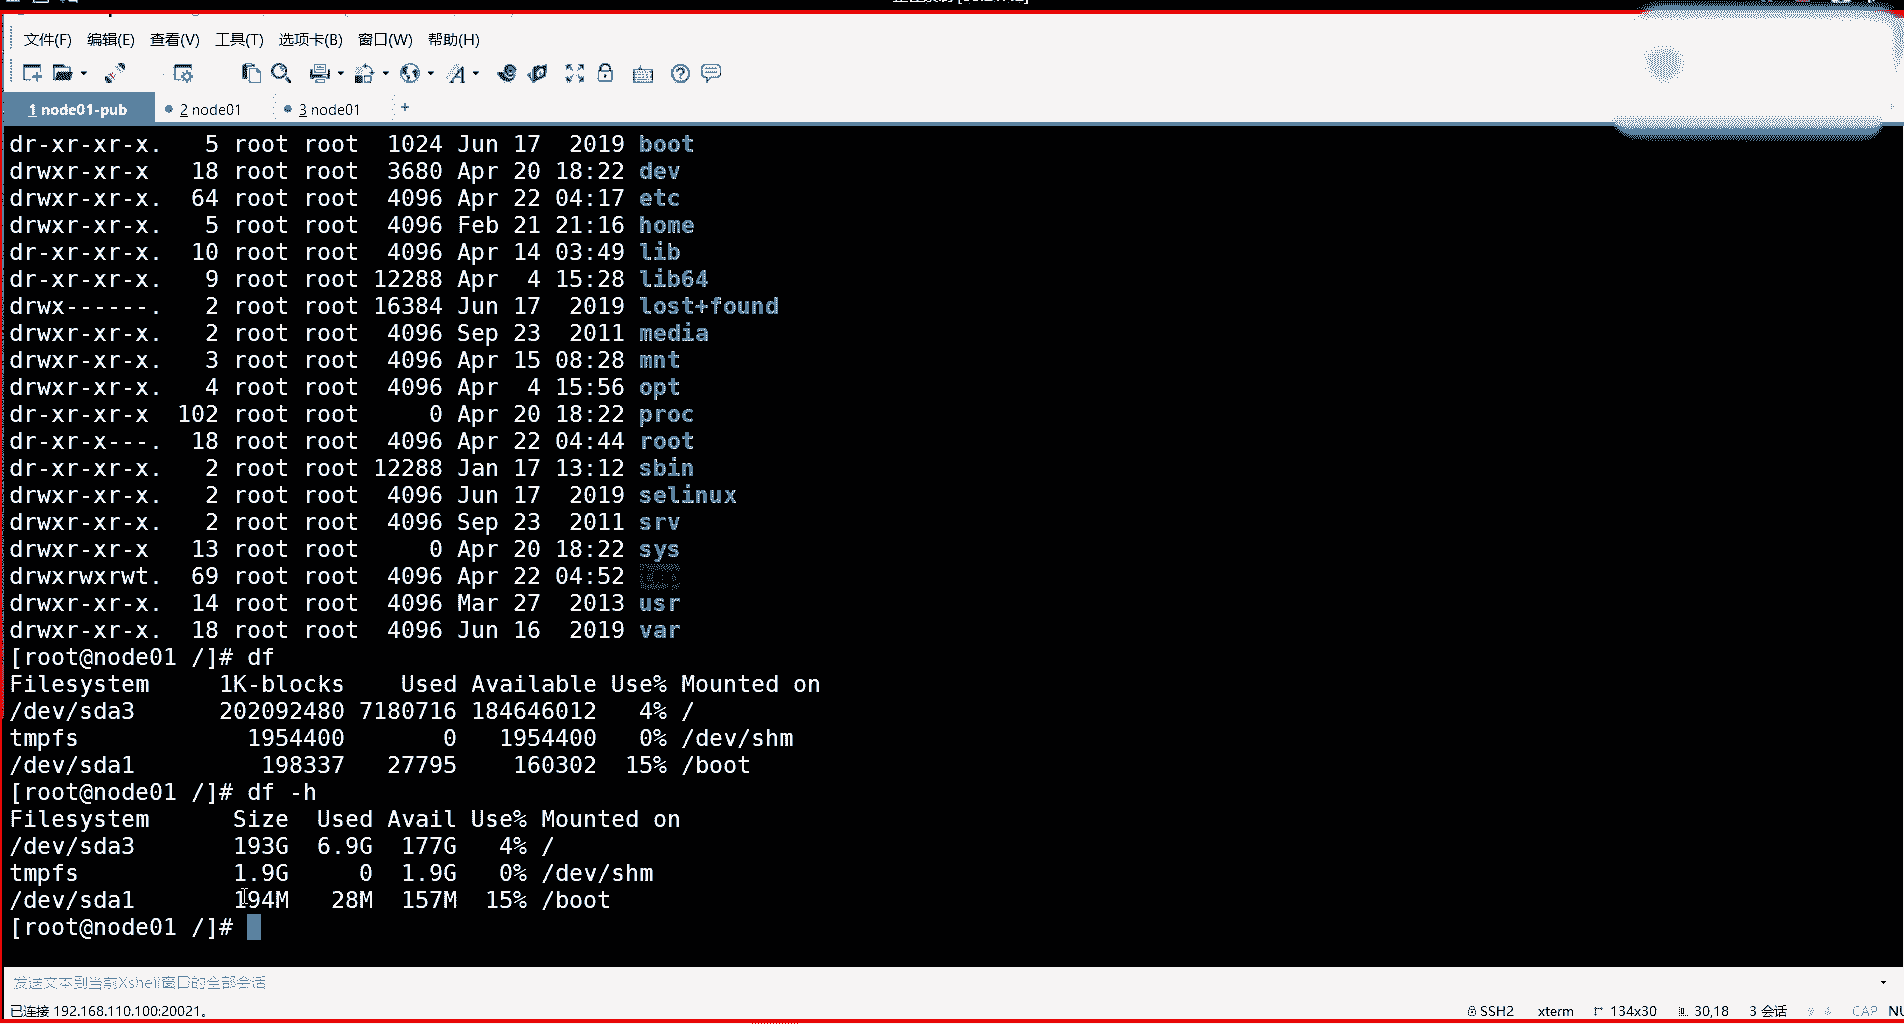 文件(F) 编辑(E) 查看(V) 工具(T) 选项卡(B) 窗口(W) 帮助(H)
1 node01-pub 2 node01 3 node01 +
dr-xr-xr-x.   5 root root  1024 Jun 17  2019 boot
drwxr-xr-x   18 root root  3680 Apr 20 18:22 dev
drwxr-xr-x.  64 root root  4096 Apr 22 04:17 etc
drwxr-xr-x.   5 root root  4096 Feb 21 21:16 home
dr-xr-xr-x.  10 root root  4096 Apr 14 03:49 lib
dr-xr-xr-x.   9 root root 12288 Apr  4 15:28 lib64
drwx------.   2 root root 16384 Jun 17  2019 lost+found
drwxr-xr-x.   2 root root  4096 Sep 23  2011 media
drwxr-xr-x.   3 root root  4096 Apr 15 08:28 mnt
drwxr-xr-x.   4 root root  4096 Apr  4 15:56 opt
dr-xr-xr-x  102 root root     0 Apr 20 18:22 proc
dr-xr-x---.  18 root root  4096 Apr 22 04:44 root
dr-xr-xr-x.   2 root root 12288 Jan 17 13:12 sbin
drwxr-xr-x.   2 root root  4096 Jun 17  2019 selinux
drwxr-xr-x.   2 root root  4096 Sep 23  2011 srv
drwxr-xr-x   13 root root     0 Apr 20 18:22 sys
drwxrwxrwt.  69 root root  4096 Apr 22 04:52
drwxr-xr-x.  14 root root  4096 Mar 27  2013 usr
drwxr-xr-x.  18 root root  4096 Jun 16  2019 var
[root@node01 /]# df
Filesystem     1K-blocks    Used Available Use% Mounted on
/dev/sda3      202092480 7180716 184646012   4% /
tmpfs            1954400       0   1954400   0% /dev/shm
/dev/sda1         198337   27795    160302  15% /boot
[root@node01 /]# df -h
Filesystem      Size  Used Avail Use% Mounted on
/dev/sda3       193G  6.9G  177G   4% /
tmpfs           1.9G     0  1.9G   0% /dev/shm
/dev/sda1       194M   28M  157M  15% /boot
[root@node01 /]#
发送文本到当前Xshell窗口的全部会话
已连接 192.168.110.100:20021。 SSH2 xterm 134x30 30,18 3 会话 CAP